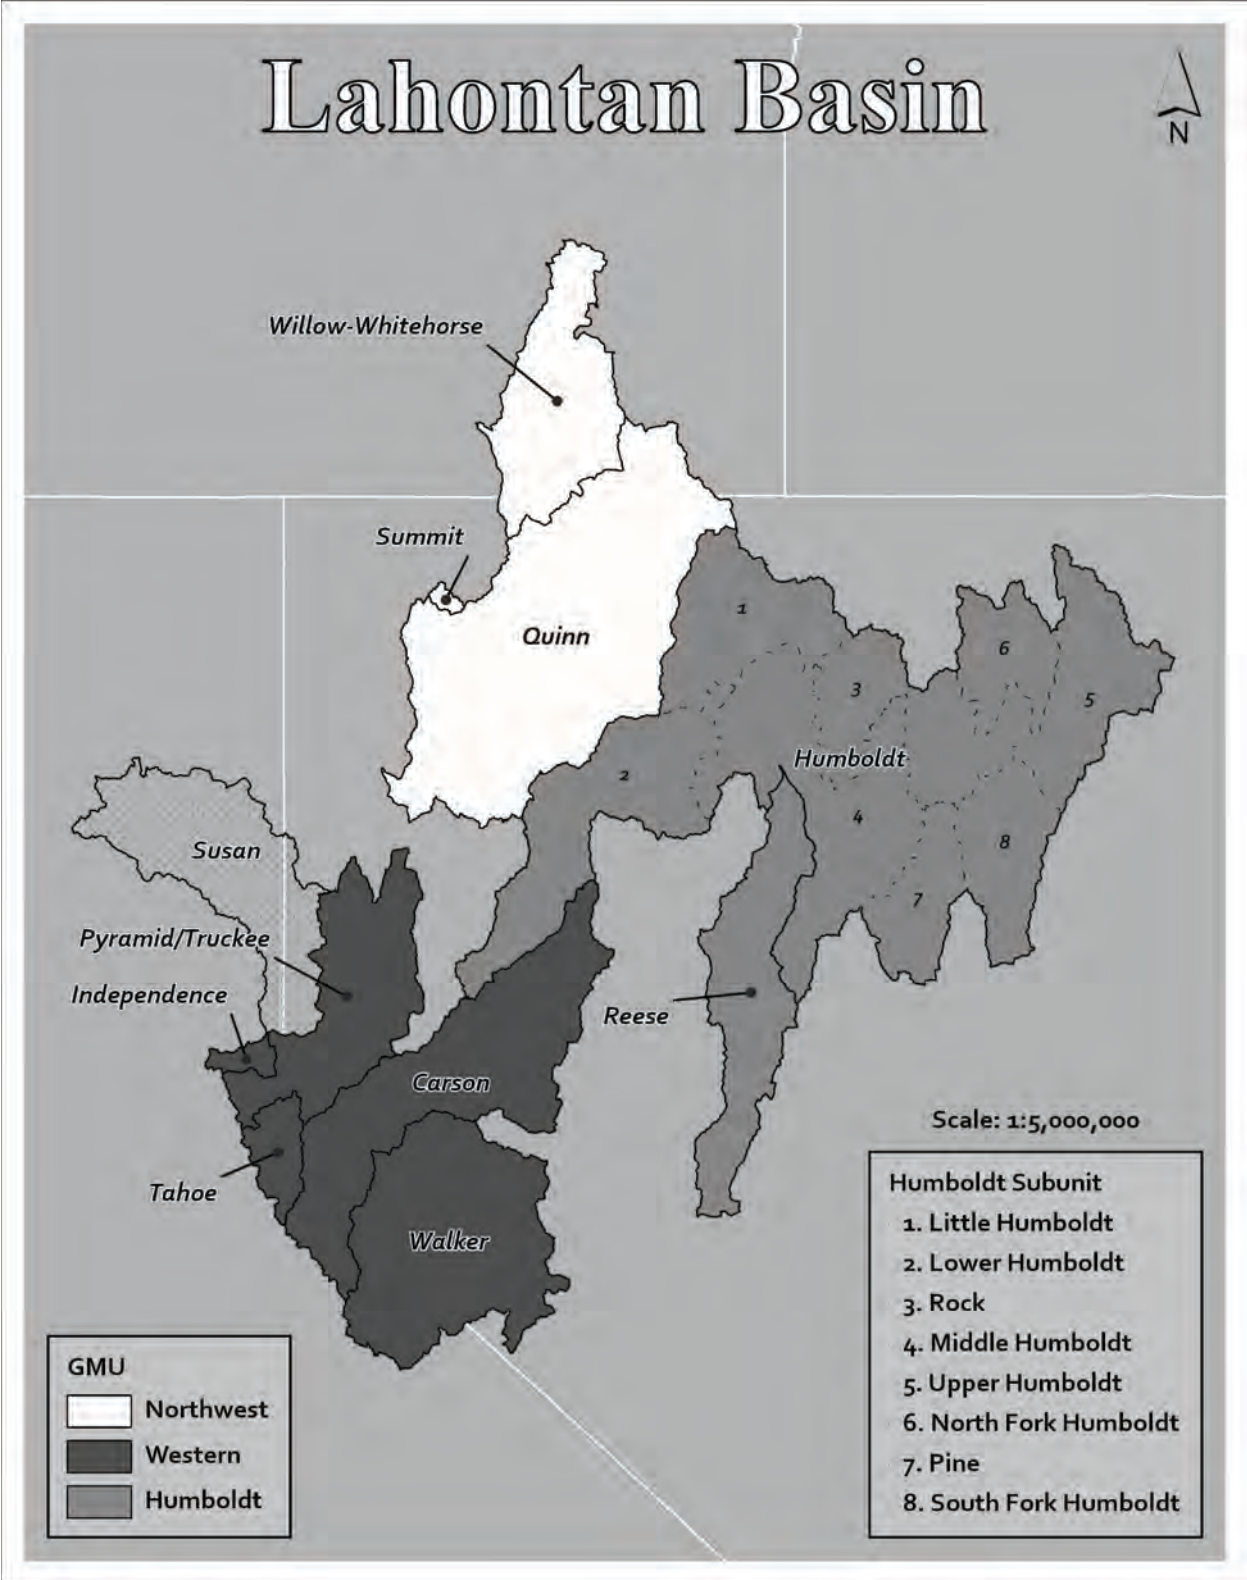 Lahontan Basin
N
Willow-Whitehorse
Summit
Quinn
1
6
3
5
Humboldt
2
4
8
Susan
7
Pyramid/Truckee
Independence
Reese
Carson
Tahoe
Walker
Scale: 1:5,000,000
Humboldt Subunit
1. Little Humboldt
2. Lower Humboldt
3. Rock
4. Middle Humboldt
5. Upper Humboldt
6. North Fork Humboldt
7. Pine
8. South Fork Humboldt
GMU
Northwest
Western
Humboldt